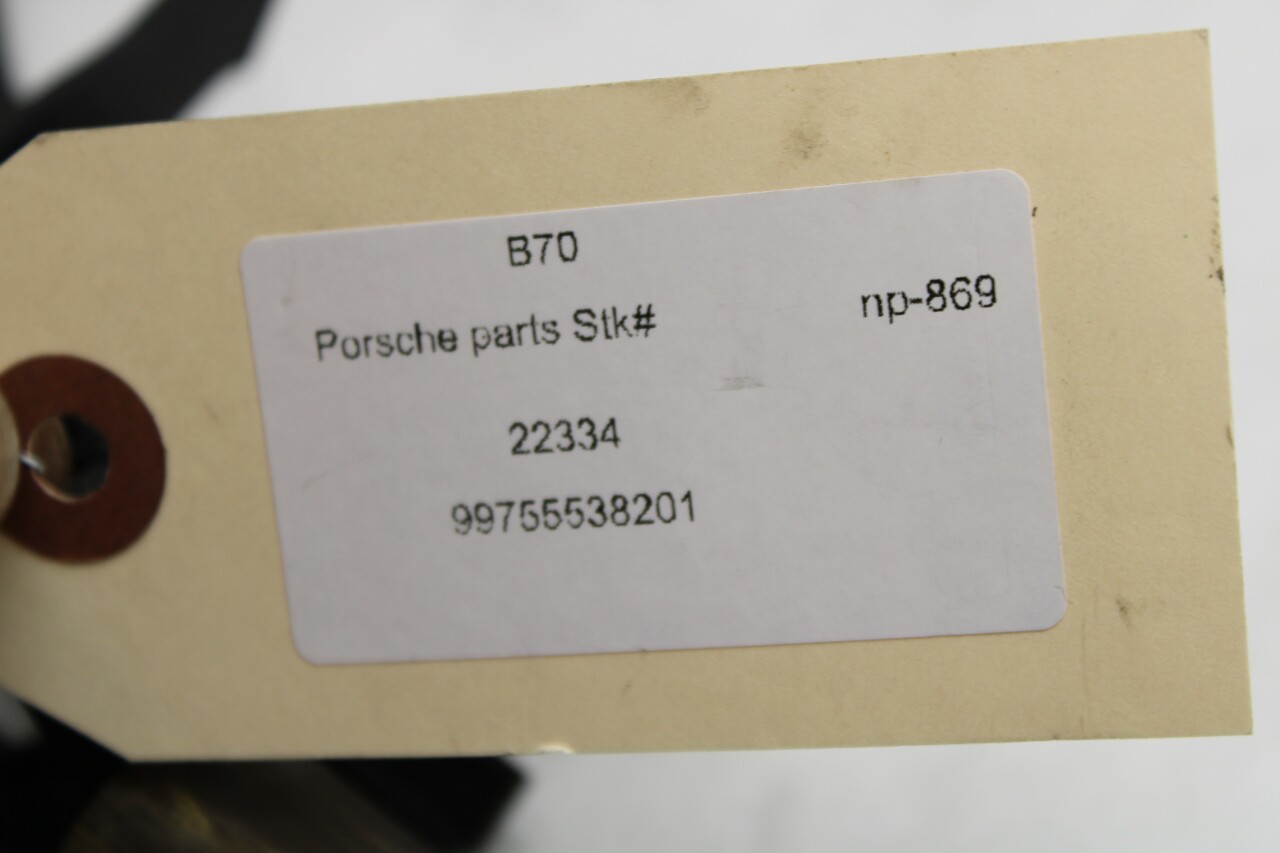 B70
Porsche parts Stk#
np-869
22334
99755538201